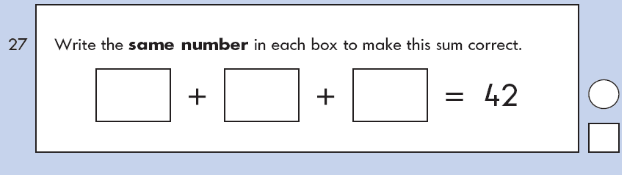 27 Write the same number in each box to make this sum correct.
+ + = 42